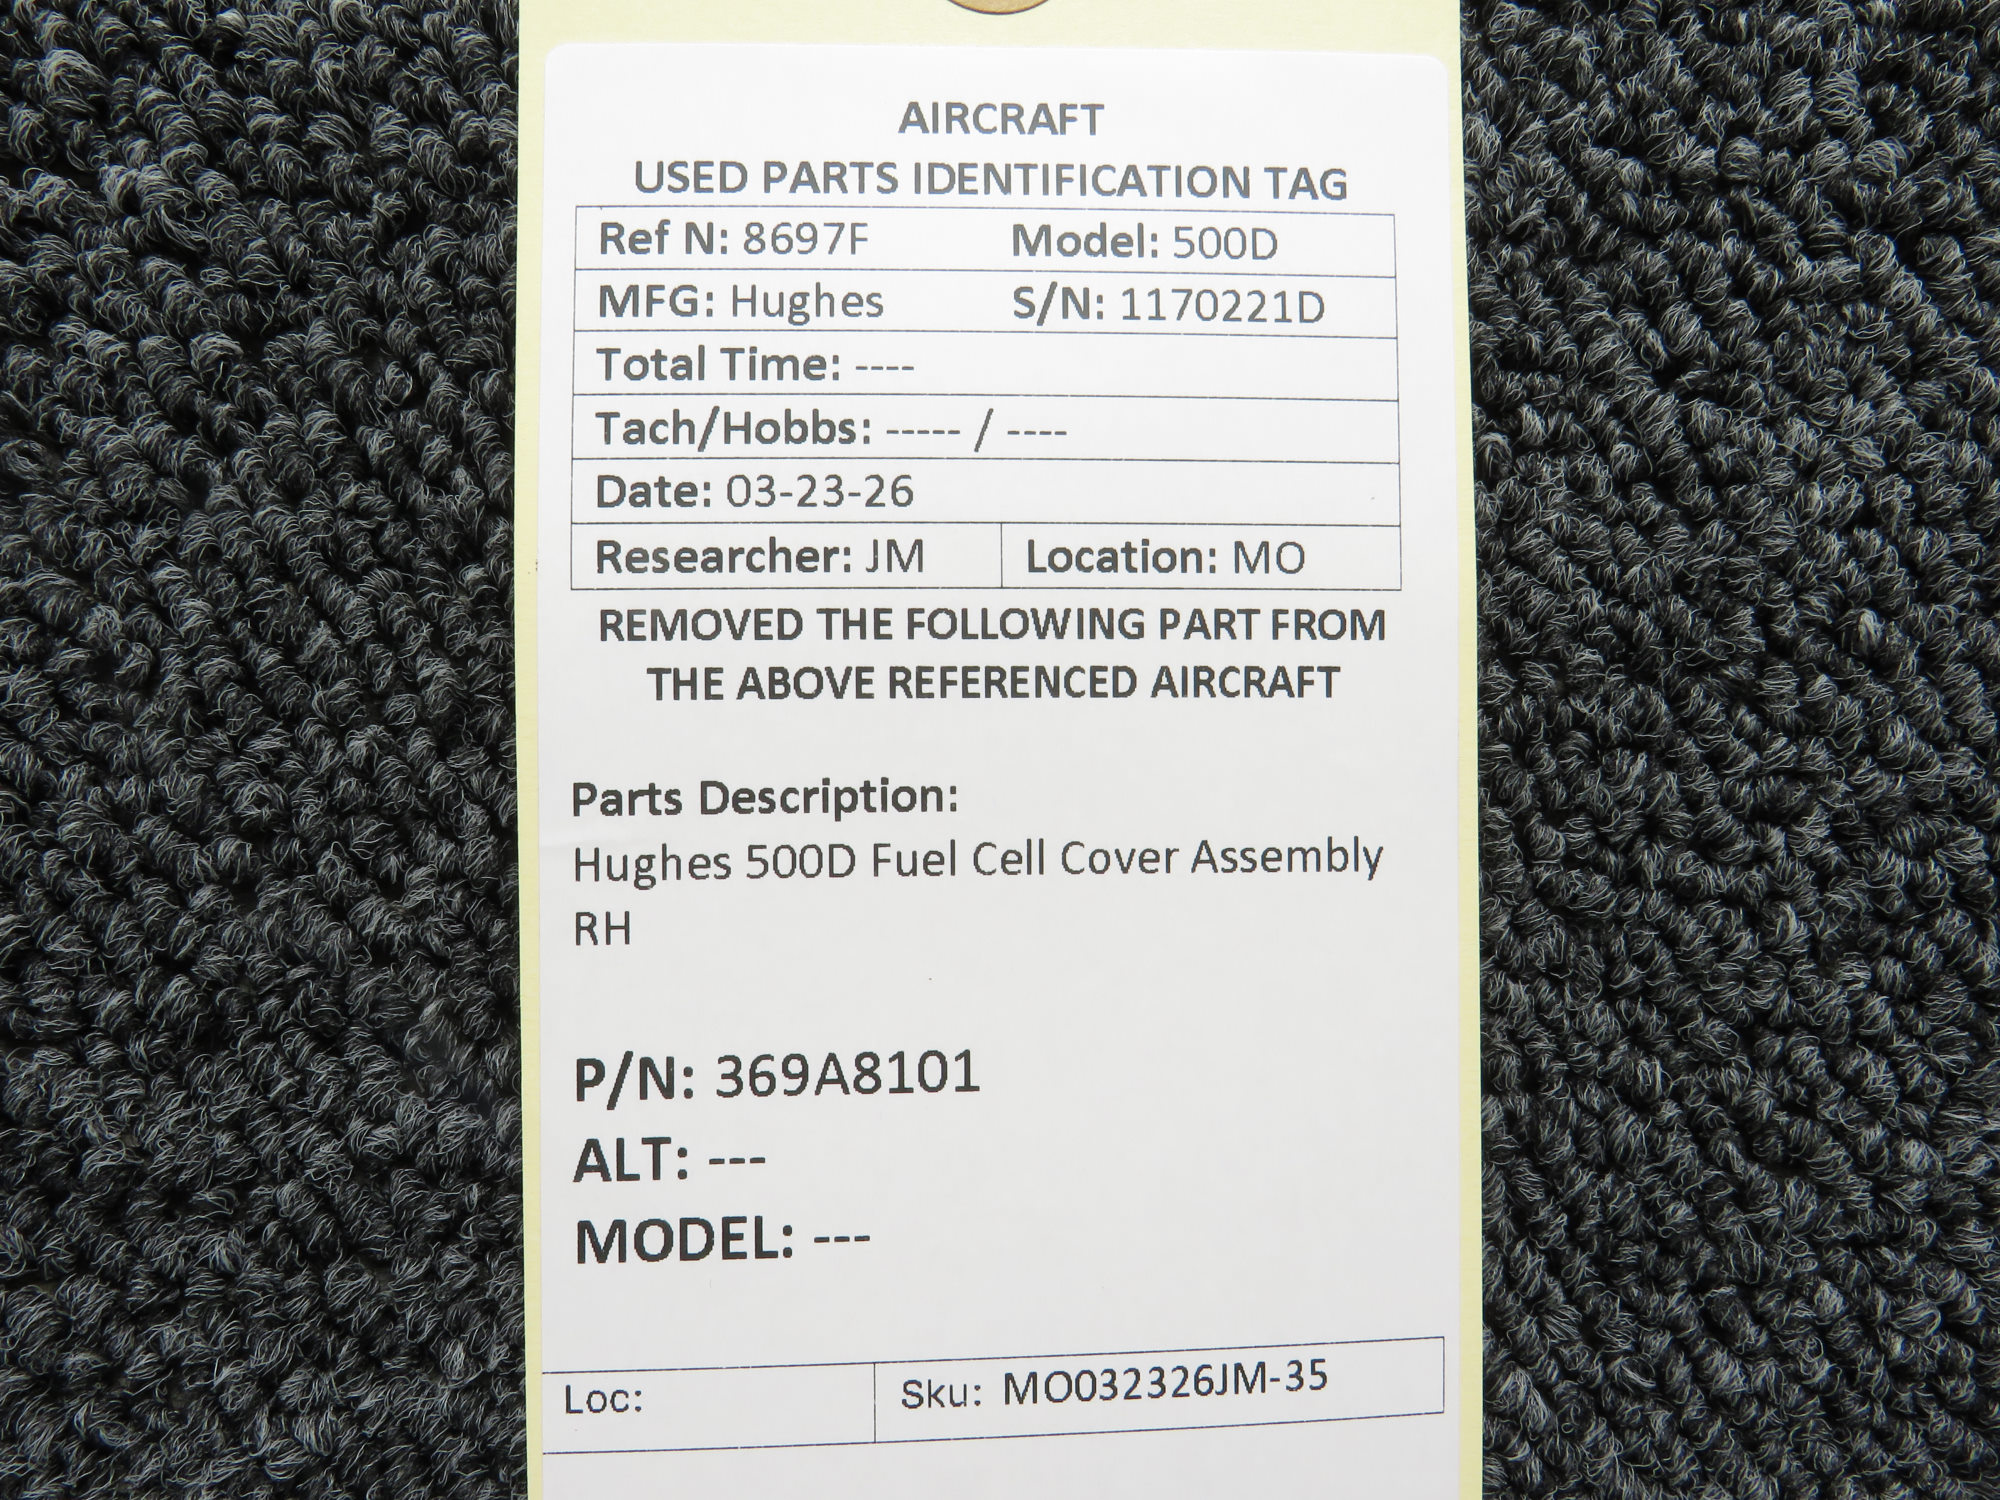 AIRCRAFT
USED PARTS IDENTIFICATION TAG
Ref N: 8697F Model: 500D
MFG: Hughes S/N: 1170221D
Total Time: ----
Tach/Hobbs: ----- / ----
Date: 03-23-26
Researcher: JM Location: MO
REMOVED THE FOLLOWING PART FROM
THE ABOVE REFERENCED AIRCRAFT
Parts Description:
Hughes 500D Fuel Cell Cover Assembly
RH
P/N: 369A8101
ALT: ---
MODEL: ---
Loc: Sku: MO032326JM-35